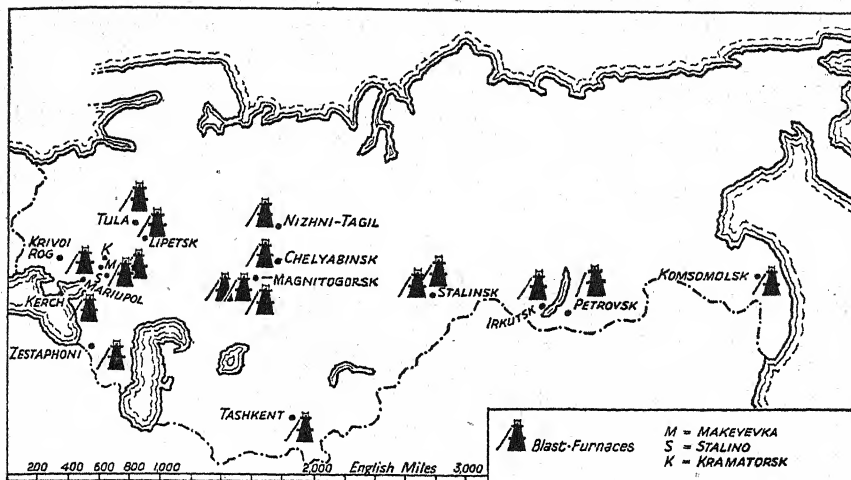 TULA
LIPETSK
NIZHNI-TAGIL
KRIVOI
ROG
K
M
CHELYABINSK
MAGNITOGORSK
MARIUPOL
KERCH
STALINSK
IRKUTSK
PETROVSK
KOMSOMOLSK
ZESTAPHONI
TASHKENT
Blast-Furnaces
M = MAKEYEVKA
S = STALINO
K = KRAMATORSK
200 400 600 800 1,000 2,000 English Miles 3,000